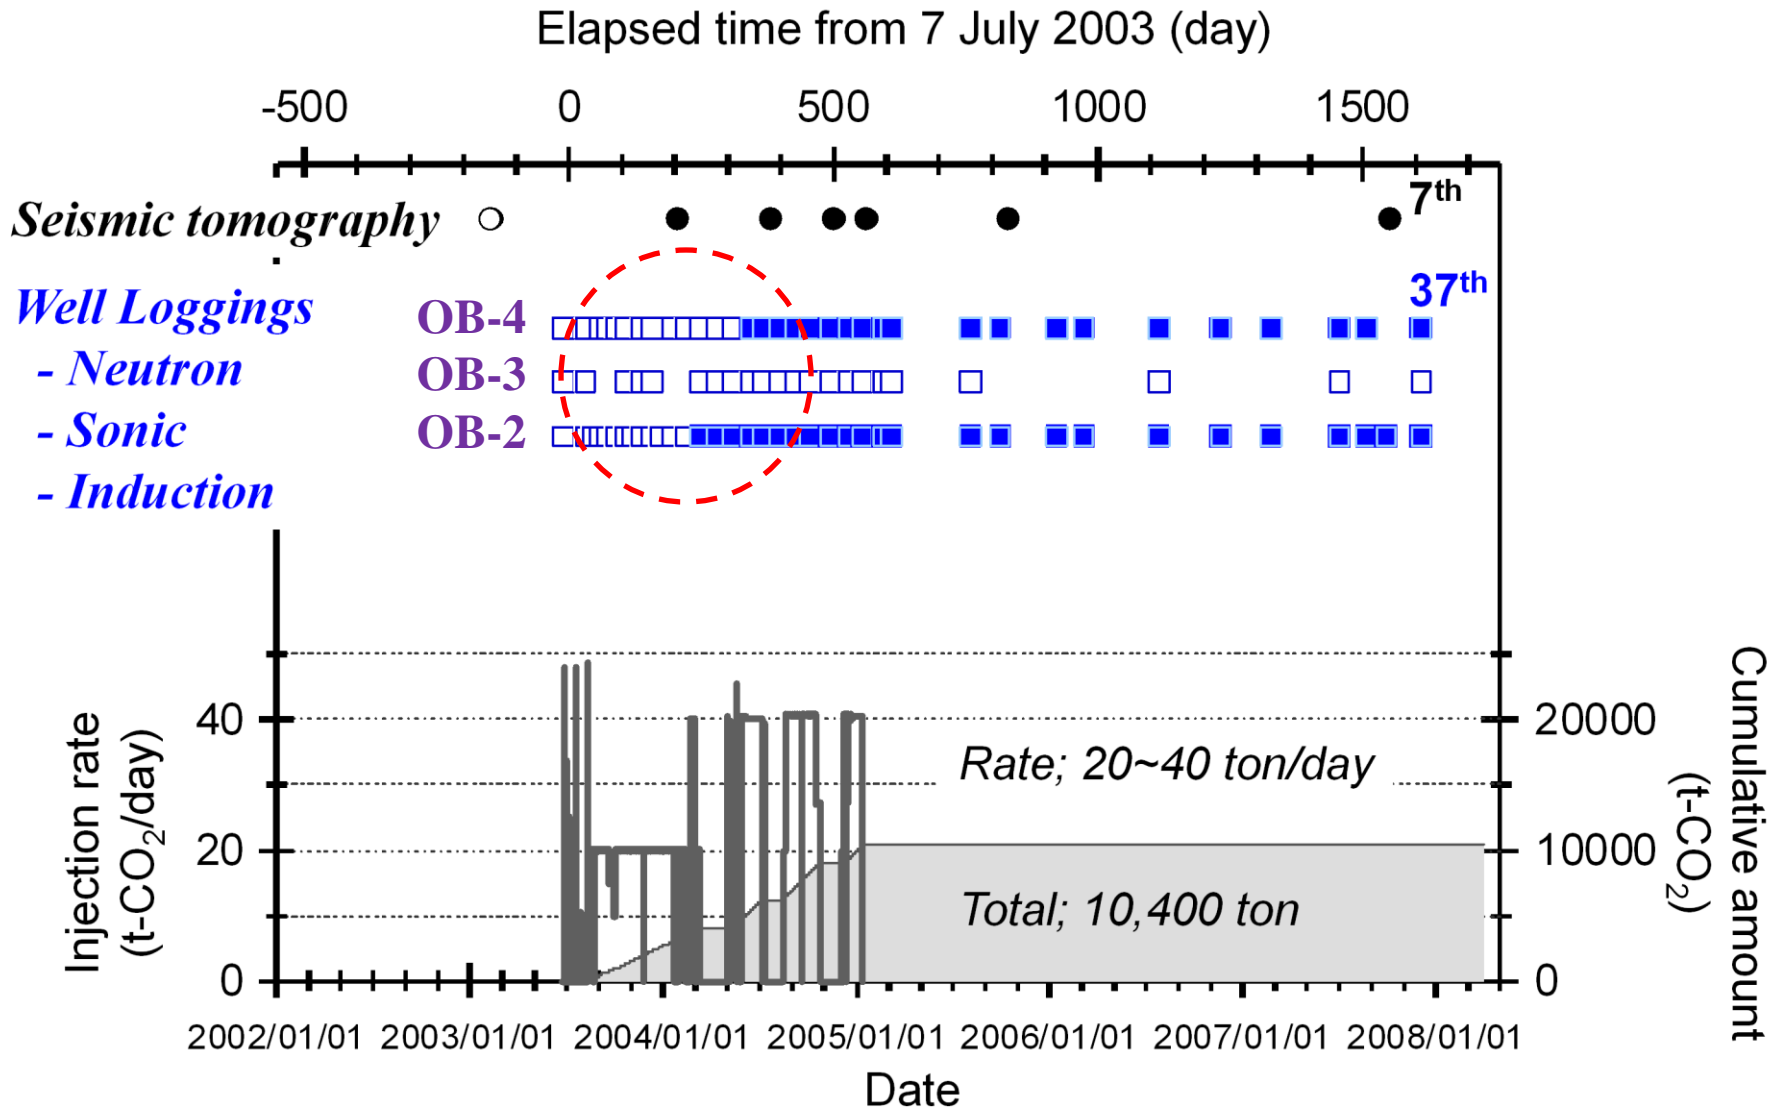 Elapsed time from 7 July 2003 (day)
-500 0 500 1000 1500
Seismic tomography
7th
Well Loggings
37th
- Neutron
- Sonic
- Induction
OB-4
OB-3
OB-2
Injection rate
(t-CO2/day)
40
20
0
Rate; 20~40 ton/day
Total; 10,400 ton
20000
10000
0
Cumulative amount
(t-CO2)
2002/01/01 2003/01/01 2004/01/01 2005/01/01 2006/01/01 2007/01/01 2008/01/01
Date